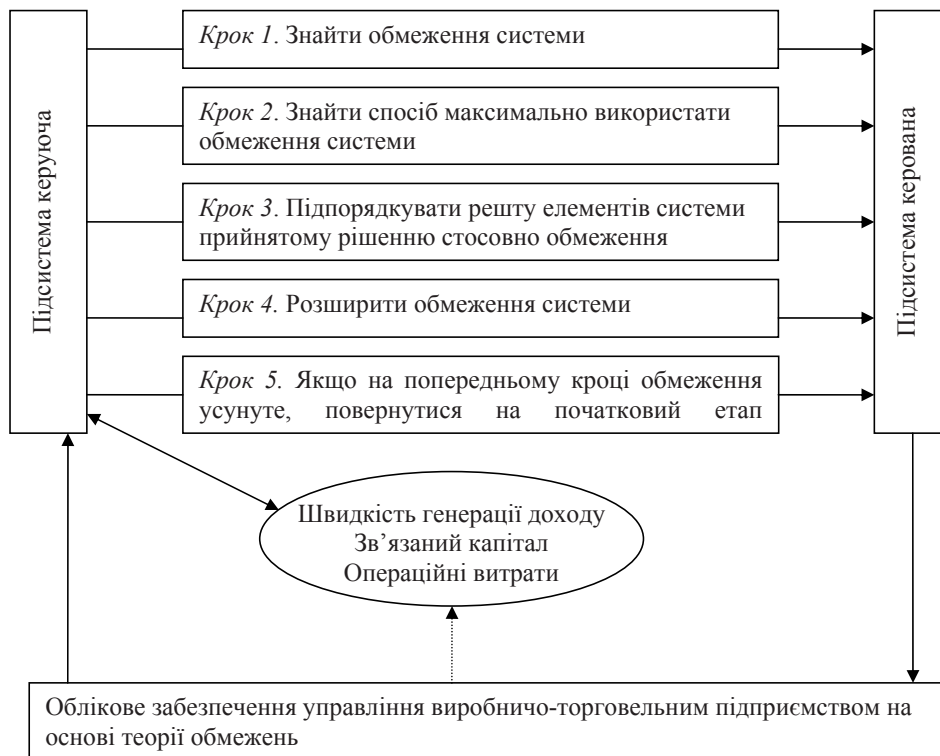 Підсистема керуюча
Крок 1. Знайти обмеження системи
Крок 2. Знайти спосіб максимально використати
обмеження системи
Крок 3. Підпорядкувати решту елементів системи
прийнятому рішенню стосовно обмеження
Крок 4. Розширити обмеження системи
Крок 5. Якщо на попередньому кроці обмеження
усунуте, повернутися на початковий етап
Підсистема керована
Швидкість генерації доходу
Зв’язаний капітал
Операційні витрати
Облікове забезпечення управління виробничо-торговельним підприємством на
основі теорії обмежень